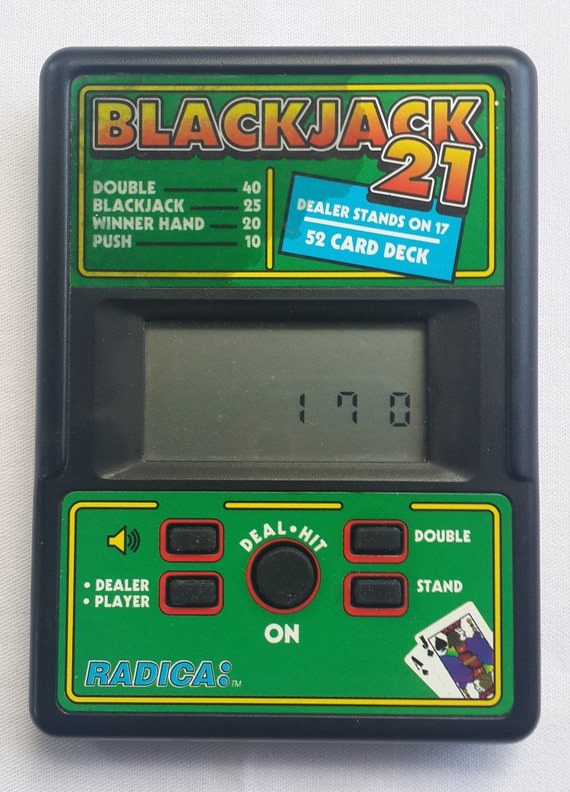 BLACKJACK
21
DOUBLE 40
BLACKJACK 25
WINNER HAND 20
PUSH 10
DEALER STANDS ON 17
52 CARD DECK
170
DEAL • HIT
DOUBLE
• DEALER
• PLAYER
STAND
ON
RADICA:™
J
A